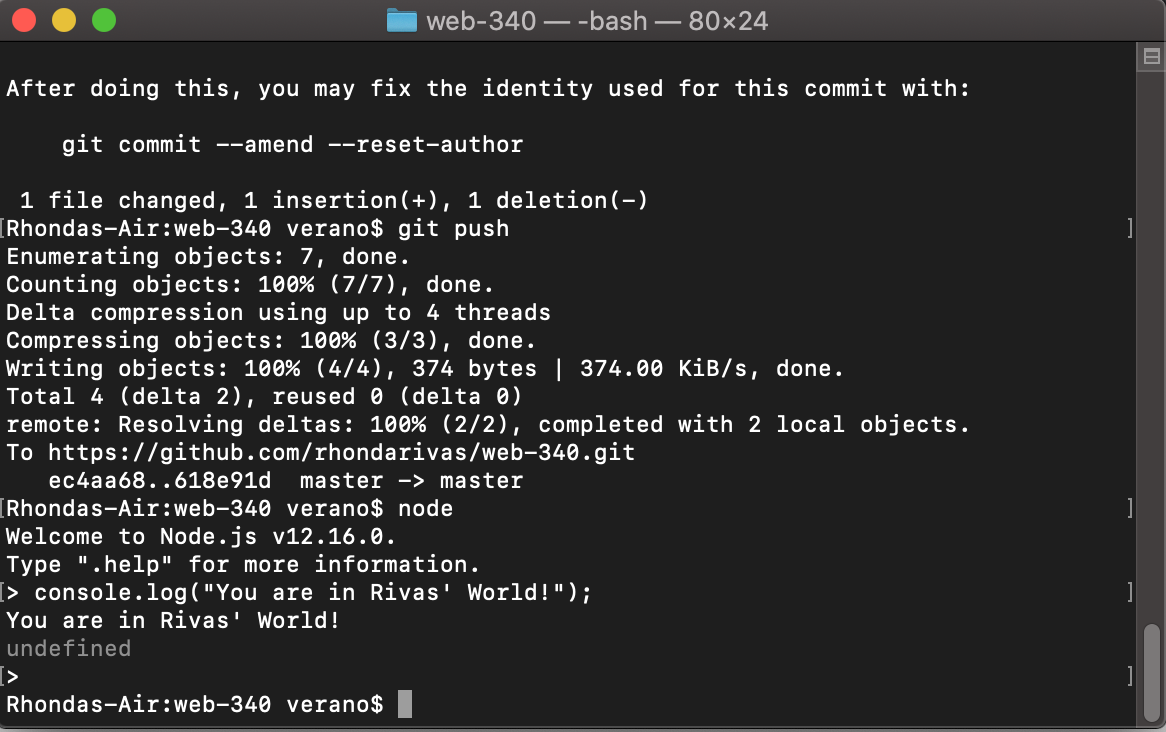 web-340 — -bash — 80×24
After doing this, you may fix the identity used for this commit with:
git commit --amend --reset-author
1 file changed, 1 insertion(+), 1 deletion(-)
[Rhondas-Air:web-340 verano$ git push ]
Enumerating objects: 7, done.
Counting objects: 100% (7/7), done.
Delta compression using up to 4 threads
Compressing objects: 100% (3/3), done.
Writing objects: 100% (4/4), 374 bytes | 374.00 KiB/s, done.
Total 4 (delta 2), reused 0 (delta 0)
remote: Resolving deltas: 100% (2/2), completed with 2 local objects.
To https://github.com/rhondarivas/web-340.git
ec4aa68..618e91d  master -> master
[Rhondas-Air:web-340 verano$ node ]
Welcome to Node.js v12.16.0.
Type ".help" for more information.
[> console.log("You are in Rivas' World!"); ]
You are in Rivas' World!
undefined
[> ]
Rhondas-Air:web-340 verano$